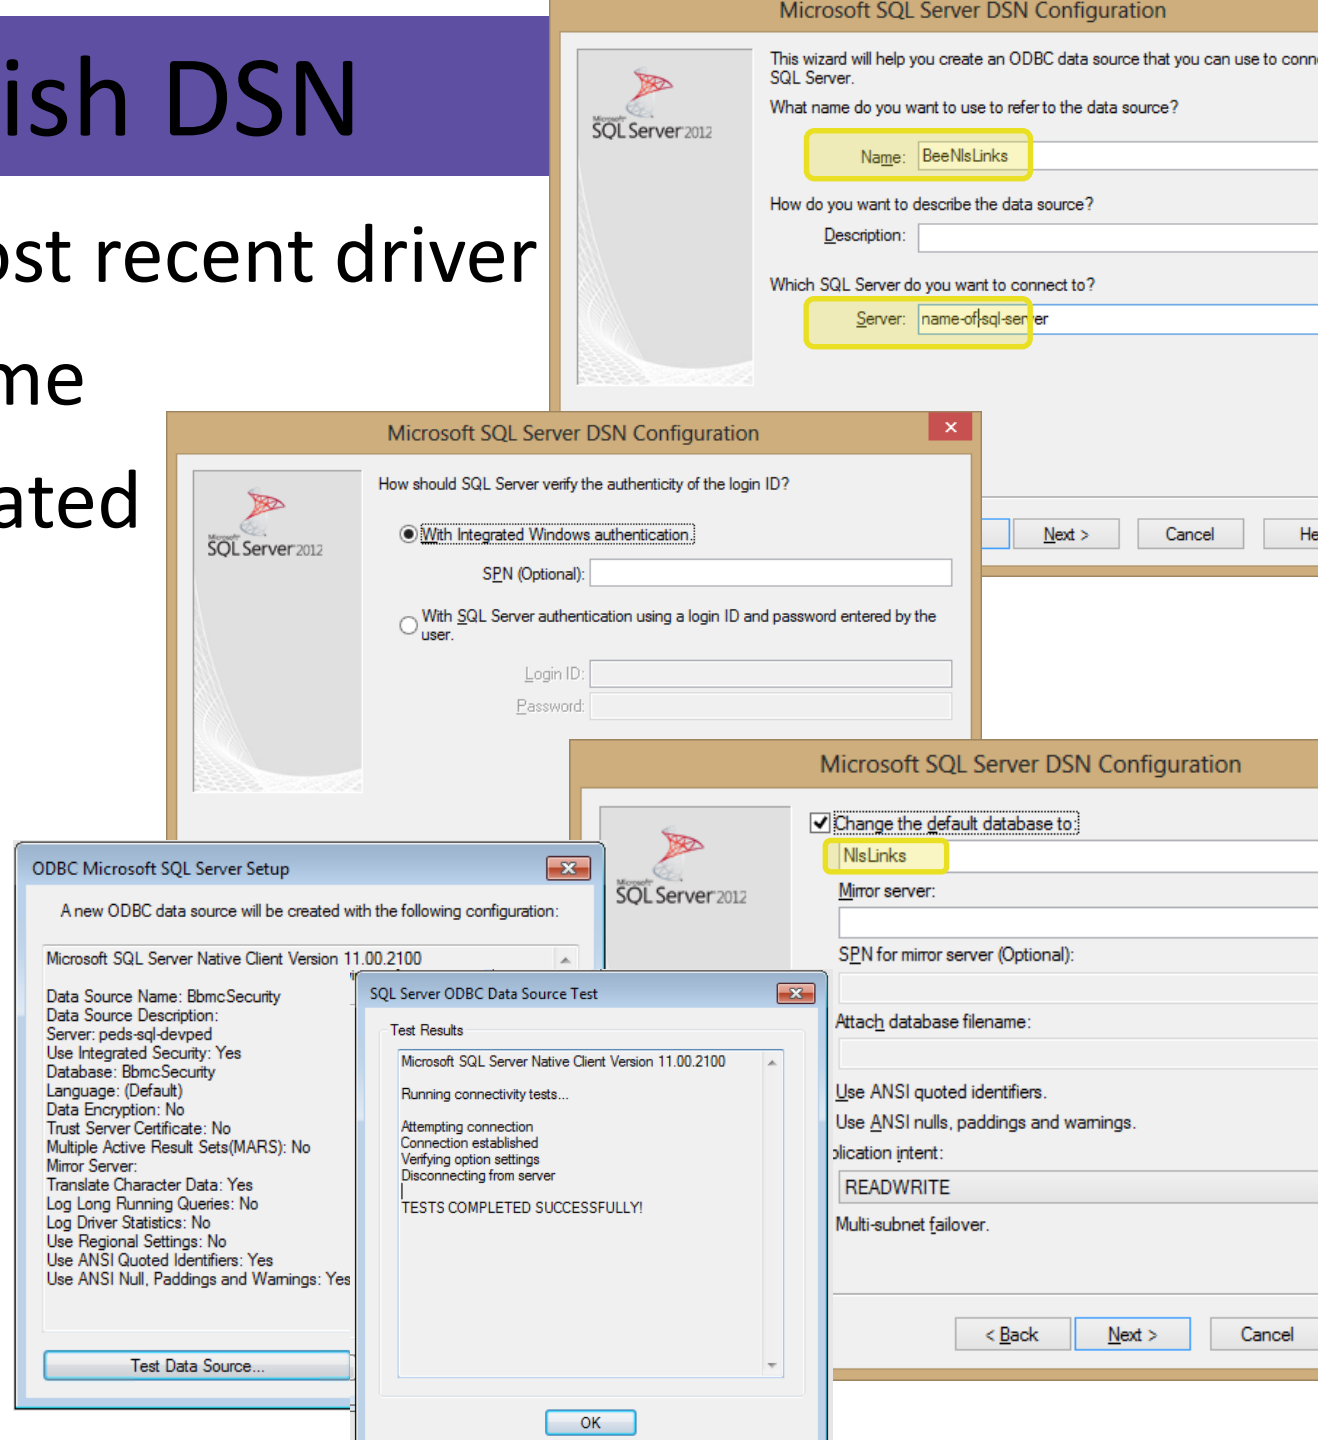 ish DSN
ost recent driver
me
ated
Microsoft SQL Server DSN Configuration
This wizard will help you create an ODBC data source that you can use to conn
SQL Server.
What name do you want to use to refer to the data source?
Microsoft
SQL Server 2012
Name: BeeNlsLinks
How do you want to describe the data source?
Description:
Which SQL Server do you want to connect to?
Server: name-of-sql-server
Next > Cancel He
Microsoft SQL Server DSN Configuration
How should SQL Server verify the authenticity of the login ID?
Microsoft
SQL Server 2012
With Integrated Windows authentication.
SPN (Optional):
With SQL Server authentication using a login ID and password entered by the
user.
Login ID:
Password:
Microsoft SQL Server DSN Configuration
Microsoft
SQL Server 2012
Change the default database to:
NlsLinks
Mirror server:
SPN for mirror server (Optional):
Attach database filename:
Use ANSI quoted identifiers.
Use ANSI nulls, paddings and warnings.
plication intent:
READWRITE
Multi-subnet failover.
< Back Next > Cancel
ODBC Microsoft SQL Server Setup
A new ODBC data source will be created with the following configuration:
Microsoft SQL Server Native Client Version 11.00.2100
Data Source Name: BbmcSecurity
Data Source Description:
Server: peds-sql-devped
Use Integrated Security: Yes
Database: BbmcSecurity
Language: (Default)
Data Encryption: No
Trust Server Certificate: No
Multiple Active Result Sets(MARS): No
Mirror Server:
Translate Character Data: Yes
Log Long Running Queries: No
Log Driver Statistics: No
Use Regional Settings: No
Use ANSI Quoted Identifiers: Yes
Use ANSI Null, Paddings and Warnings: Yes
Test Data Source...
SQL Server ODBC Data Source Test
Test Results
Microsoft SQL Server Native Client Version 11.00.2100
Running connectivity tests...
Attempting connection
Connection established
Verifying option settings
Disconnecting from server
TESTS COMPLETED SUCCESSFULLY!
OK